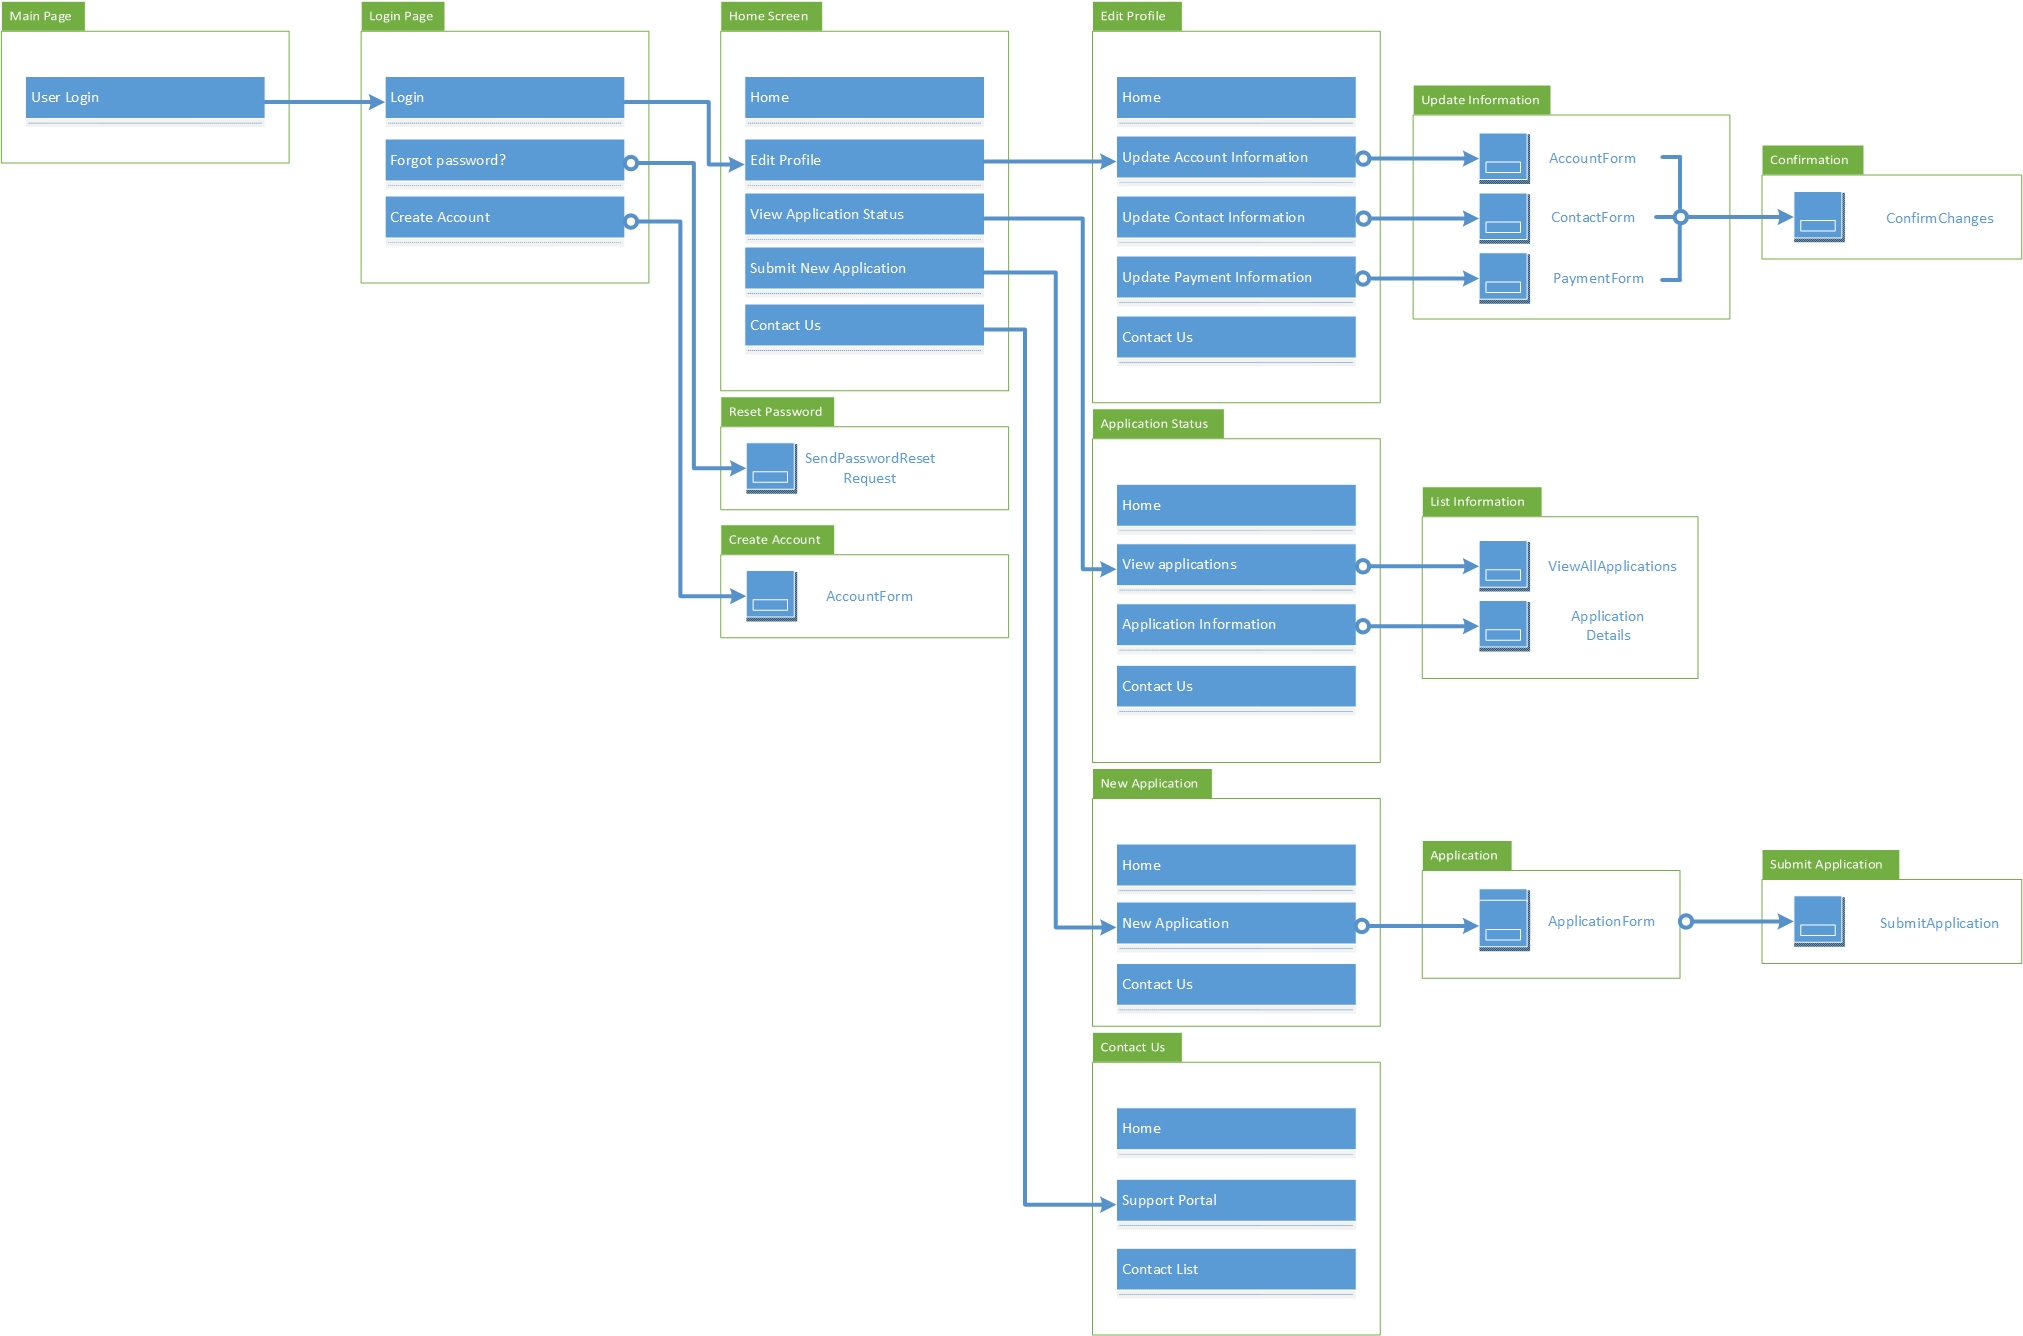 Main Page
User Login
Login Page
Login
Forgot password?
Create Account
Home Screen
Home
Edit Profile
View Application Status
Submit New Application
Contact Us
Reset Password
SendPasswordReset
Request
Create Account
AccountForm
Edit Profile
Home
Update Account Information
Update Contact Information
Update Payment Information
Contact Us
Update Information
AccountForm
ContactForm
PaymentForm
Confirmation
ConfirmChanges
Application Status
Home
View applications
Application Information
Contact Us
List Information
ViewAllApplications
Application
Details
New Application
Home
New Application
Contact Us
Application
ApplicationForm
Submit Application
SubmitApplication
Contact Us
Home
Support Portal
Contact List